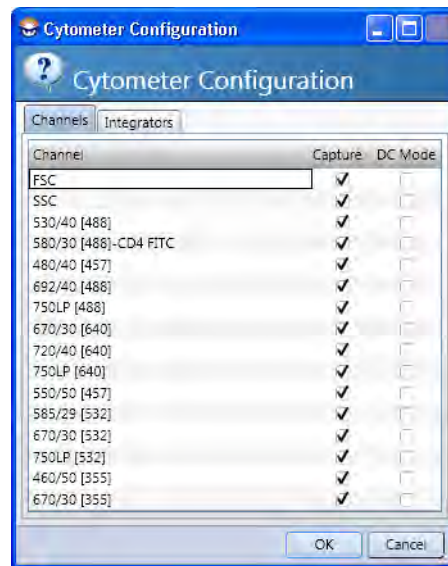 Cytometer Configuration
? Cytometer Configuration
Channels Integrators
Channel Capture DC Mode
FSC
SSC
530/40 [488]
580/30 [488]-CD4 FITC
480/40 [457]
692/40 [488]
750LP [488]
670/30 [640]
720/40 [640]
750LP [640]
550/50 [457]
585/29 [532]
670/30 [532]
750LP [532]
460/50 [355]
670/30 [355]
OK Cancel